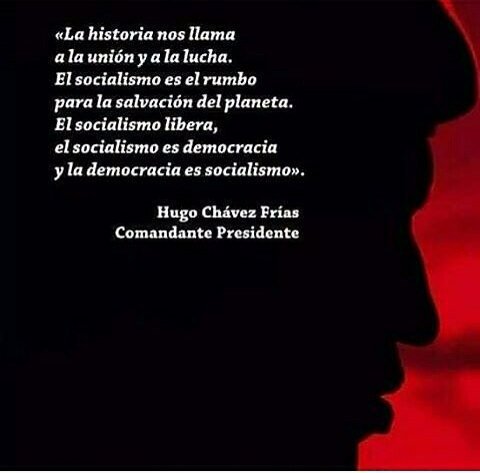 «La historia nos llama
a la unión y a la lucha.
El socialismo es el rumbo
para la salvación del planeta.
El socialismo libera,
el socialismo es democracia
y la democracia es socialismo».
Hugo Chávez Frías
Comandante Presidente